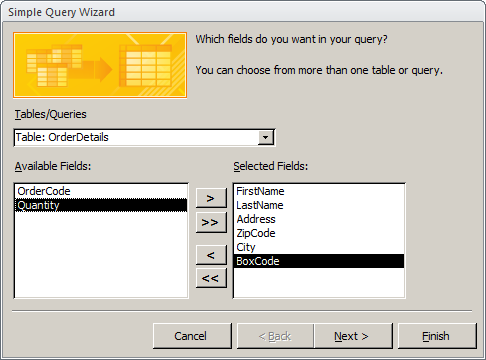 Simple Query Wizard
Which fields do you want in your query?
You can choose from more than one table or query.
Tables/Queries
Table: OrderDetails
Available Fields:
Selected Fields:
OrderCode
Quantity
>
>>
<
<<
FirstName
LastName
Address
ZipCode
City
BoxCode
Cancel
< Back
Next >
Finish